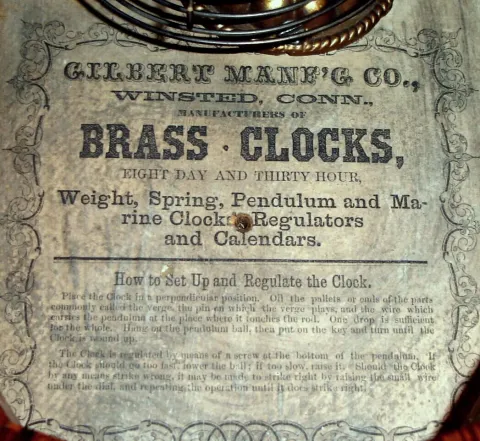 GILBERT MANF'G CO.,
WINSTED, CONN.,
MANUFACTURERS OF
BRASS · CLOCKS,
EIGHT DAY AND THIRTY HOUR,
Weight, Spring, Pendulum and Ma-
rine Clocks Regulators
and Calendars.
How to Set Up and Regulate the Clock.
Place the Clock in a perpendicular position. Oil the pallets or ends of the parts
commonly called the verge, the pin on which the verge plays, and the wire which
carries the pendulum at the place where it touches the rod. One drop is sufficient
for the whole. Hang on the pendulum ball, then put on the key and turn until the
Clock is wound up.
The Clock is regulated by means of a screw at the bottom of the pendulum. If
the Clock should go too fast, lower the ball; if too slow, raise it. Should the Clock
by any means strike wrong, it may be made to strike right by raising the small wire
under the dial, and repeating the operation until it does strike right.